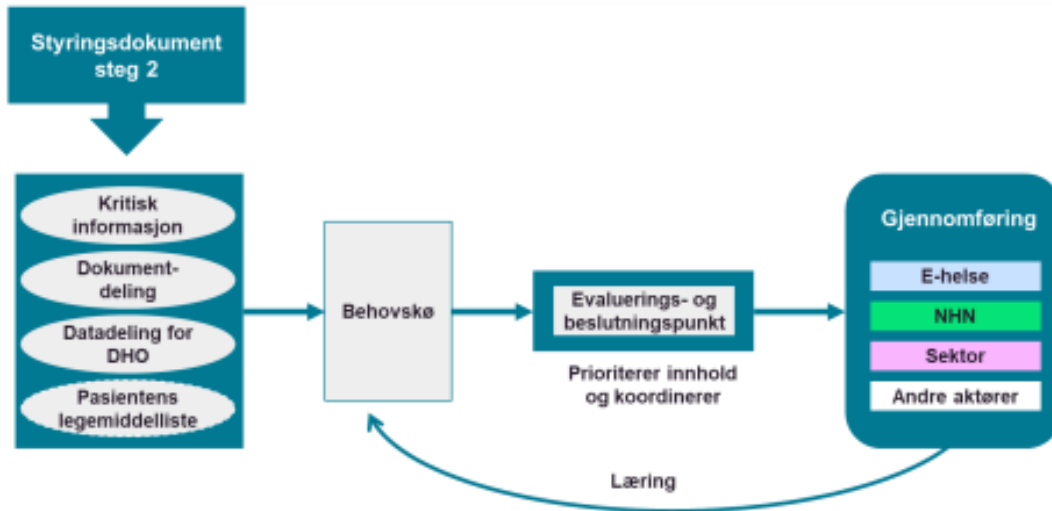 Styringsdokument
steg 2
Kritisk
informasjon
Dokument-
deling
Datadeling for
DHO
Pasientens
legemiddelliste
Behovskø
Evaluerings- og
beslutningspunkt
Prioriterer innhold
og koordinerer
Gjennomføring
E-helse
NHN
Sektor
Andre aktører
Læring